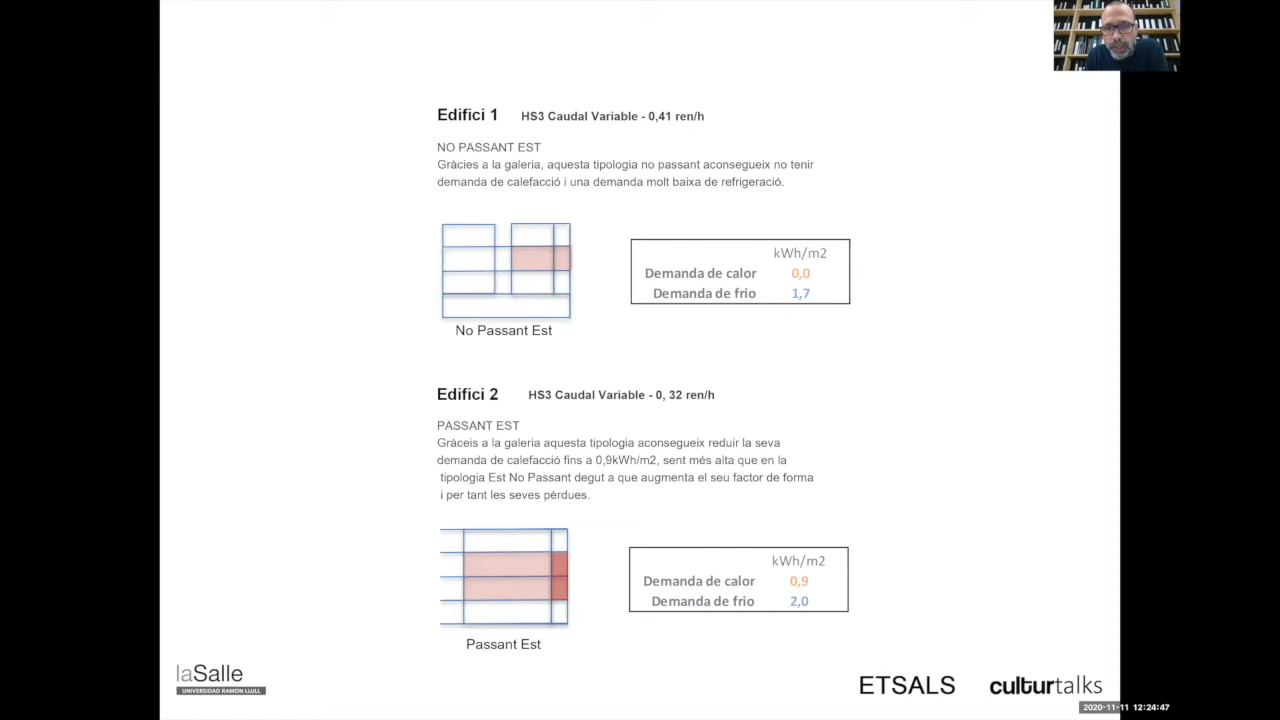 Edifici 1 HS3 Caudal Variable - 0,41 ren/h
NO PASSANT EST
Gràcies a la galeria, aquesta tipologia no passant aconsegueix no tenir
demanda de calefacció i una demanda molt baixa de refrigeració.
kWh/m2
Demanda de calor 0,0
Demanda de frio 1,7
No Passant Est
Edifici 2 HS3 Caudal Variable - 0, 32 ren/h
PASSANT EST
Gràceis a la galeria aquesta tipologia aconsegueix reduir la seva
demanda de calefacció fins a 0,9kWh/m2, sent més alta que en la
tipologia Est No Passant degut a que augmenta el seu factor de forma
i per tant les seves pèrdues.
kWh/m2
Demanda de calor 0,9
Demanda de frio 2,0
Passant Est
laSalle
UNIVERSIDAD RAMON LLULL
ETSALS
culturtalks
2020-11-11 12:24:47